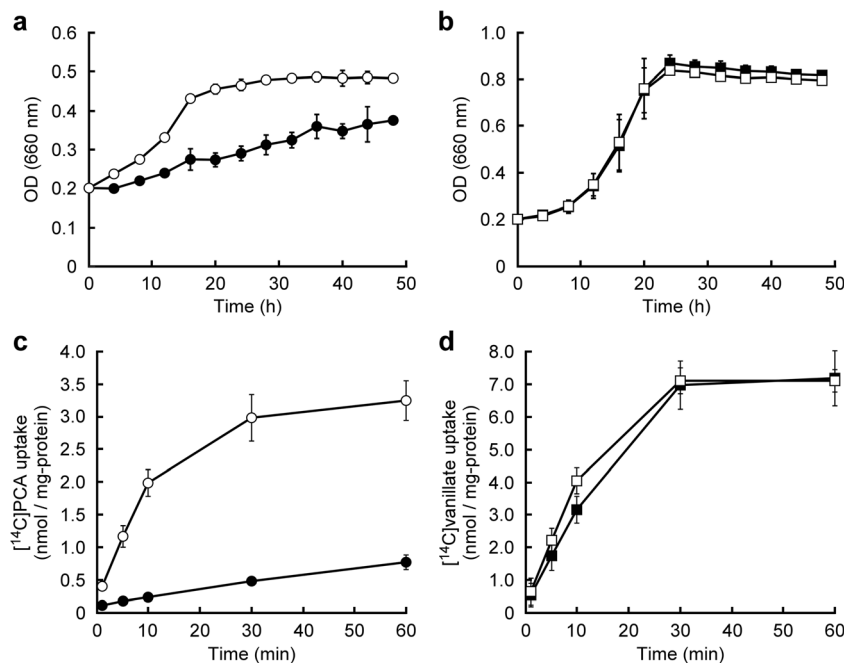 a
OD (660 nm)
0.6
0.5
0.4
0.3
0.2
0.1
0
0 10 20 30 40 50
Time (h)
b
OD (660 nm)
1.0
0.8
0.6
0.4
0.2
0
0 10 20 30 40 50
Time (h)
c
[¹⁴C]PCA uptake
(nmol / mg-protein)
4.0
3.5
3.0
2.5
2.0
1.5
1.0
0.5
0
0 10 20 30 40 50 60
Time (min)
d
[¹⁴C]vanillate uptake
(nmol / mg-protein)
8.0
7.0
6.0
5.0
4.0
3.0
2.0
1.0
0
0 10 20 30 40 50 60
Time (min)